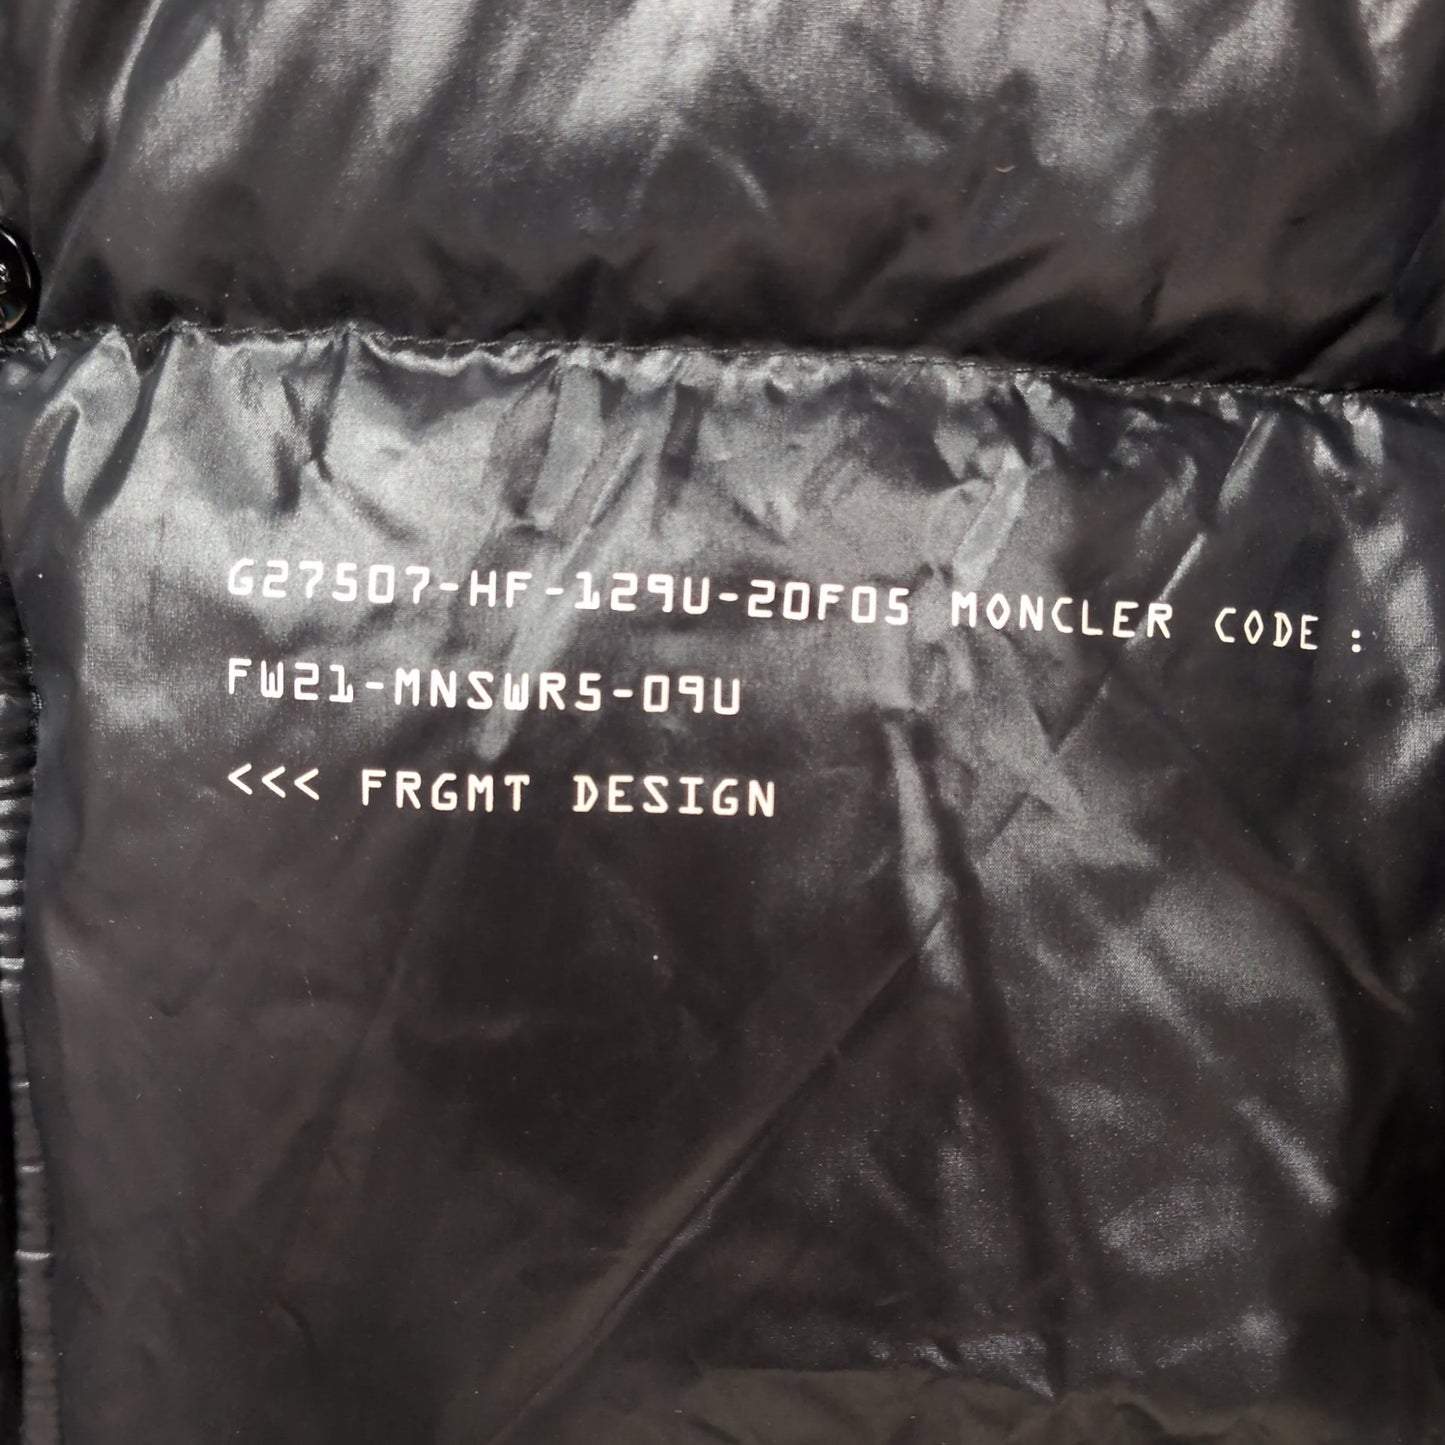 G27507-HF-129U-20F05 MONCLER CODE :
FW21-MNSWR5-09U
<<< FRGMT DESIGN